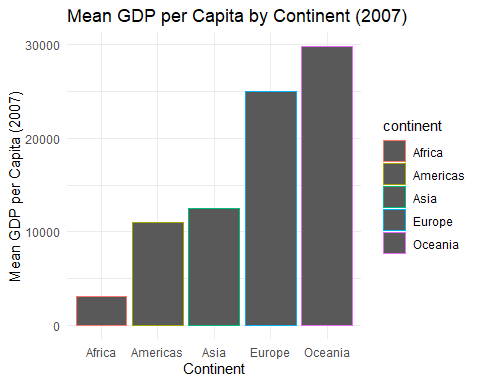 Mean GDP per Capita by Continent (2007)
Mean GDP per Capita (2007)
30000
20000
10000
0
Africa Americas Asia Europe Oceania
Continent
continent
Africa
Americas
Asia
Europe
Oceania